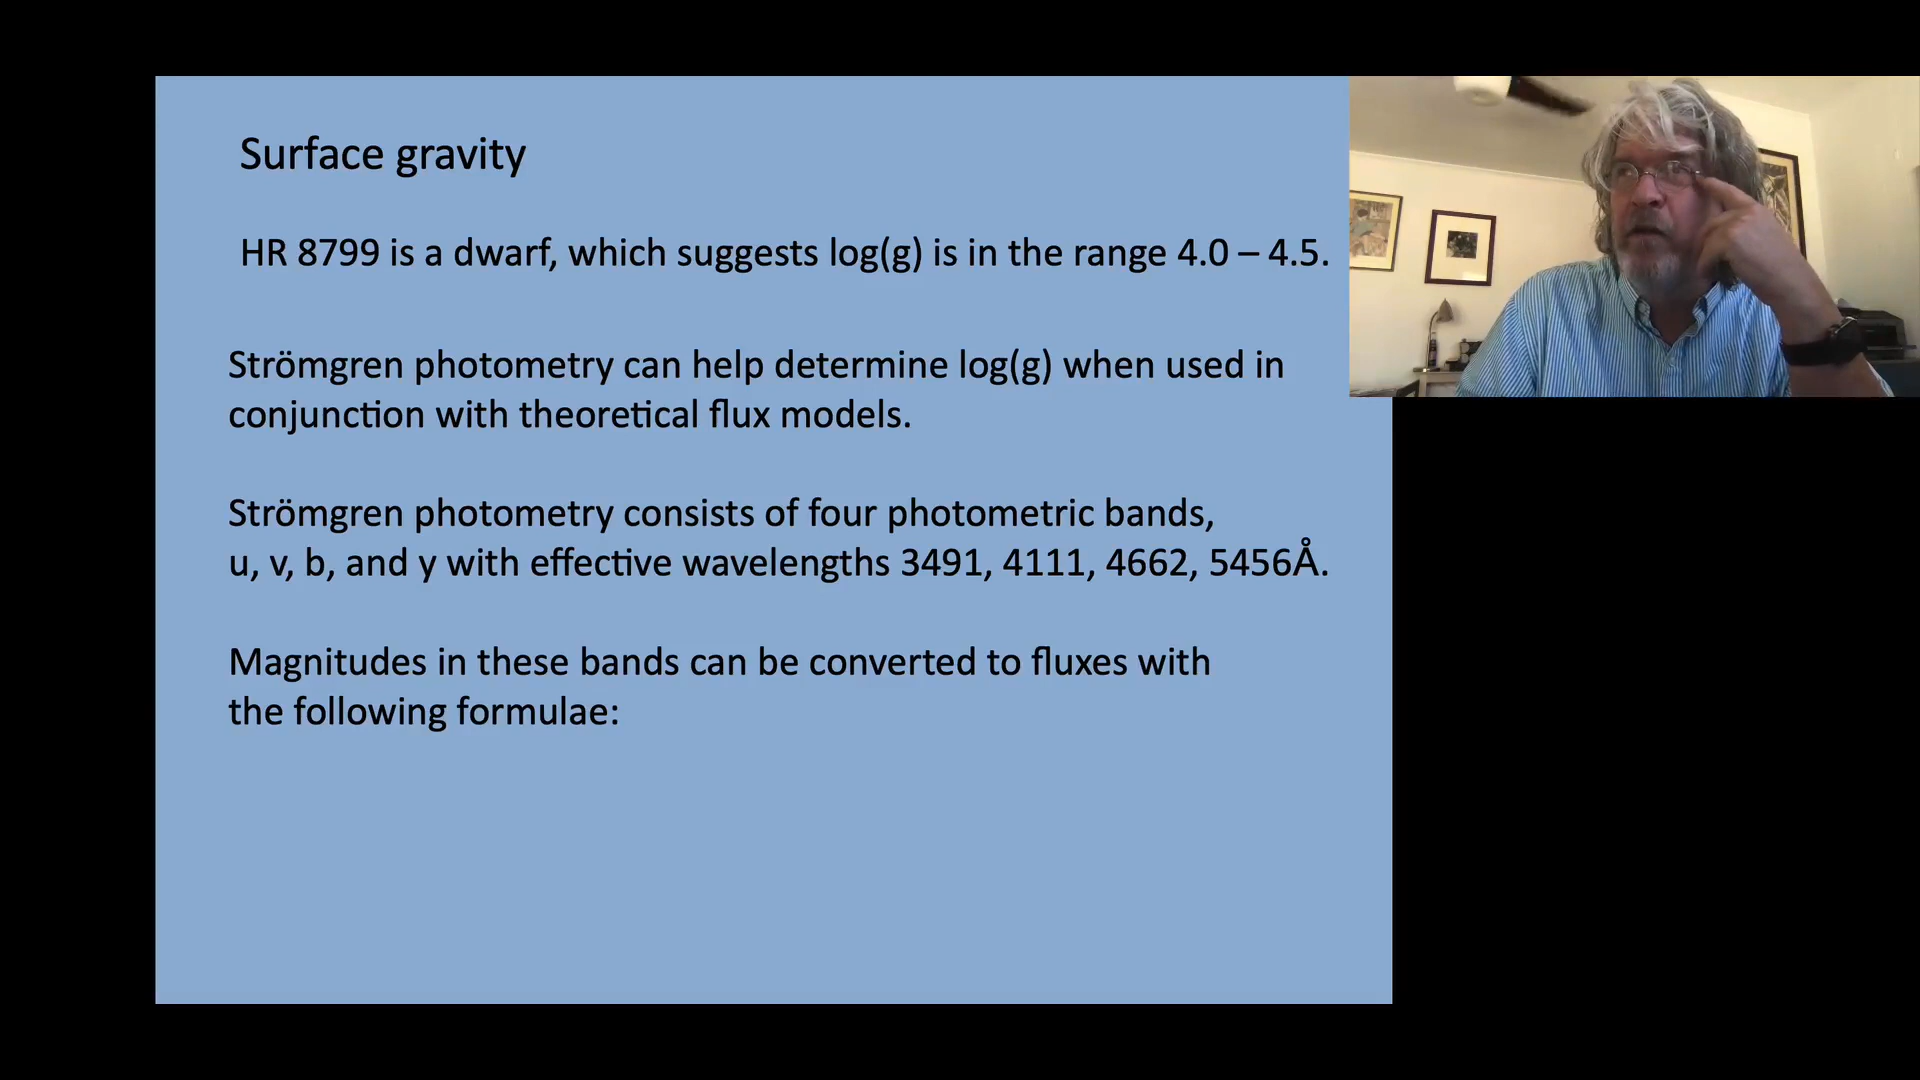 Surface gravity
HR 8799 is a dwarf, which suggests log(g) is in the range 4.0 – 4.5.
Strömgren photometry can help determine log(g) when used in
conjunction with theoretical flux models.
Strömgren photometry consists of four photometric bands,
u, v, b, and y with effective wavelengths 3491, 4111, 4662, 5456Å.
Magnitudes in these bands can be converted to fluxes with
the following formulae: